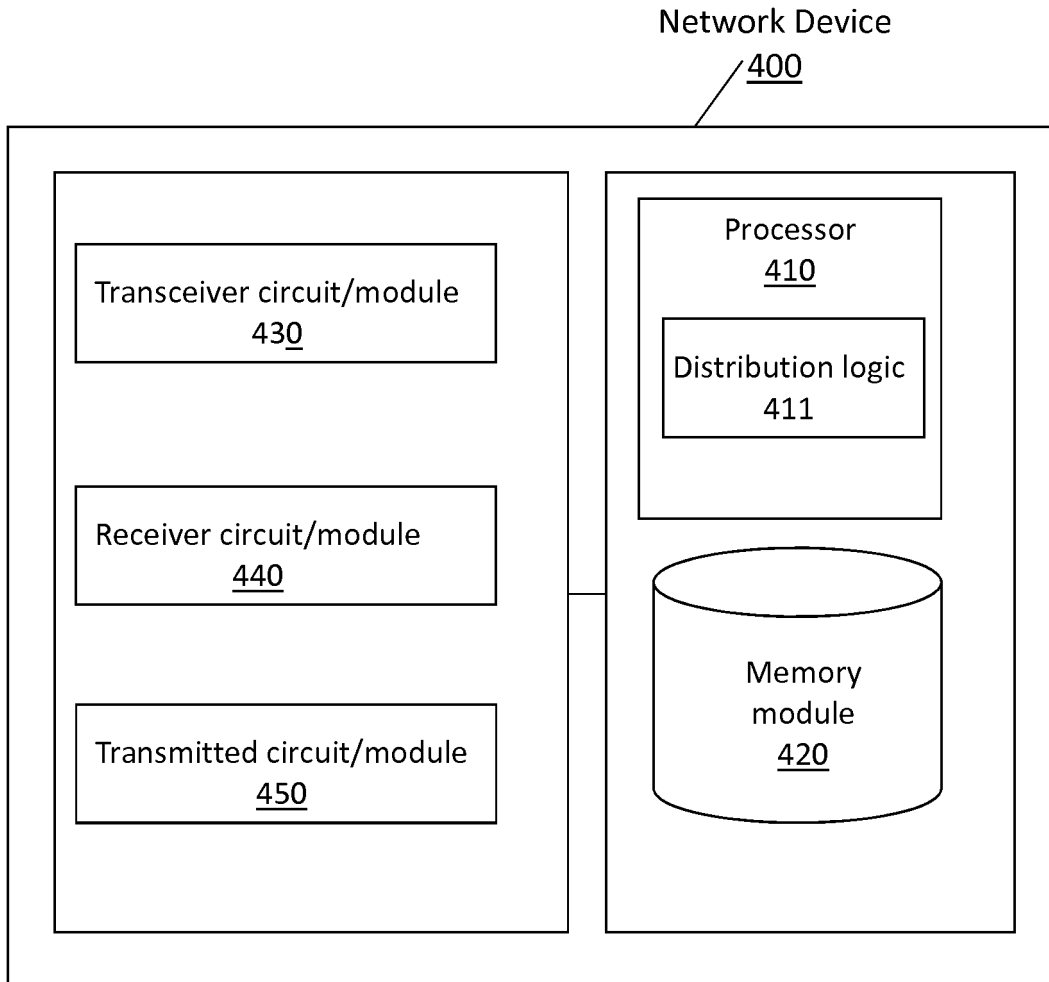 Network Device
400
Transceiver circuit/module
430
Receiver circuit/module
440
Transmitted circuit/module
450
Processor
410
Distribution logic
411
Memory
module
420